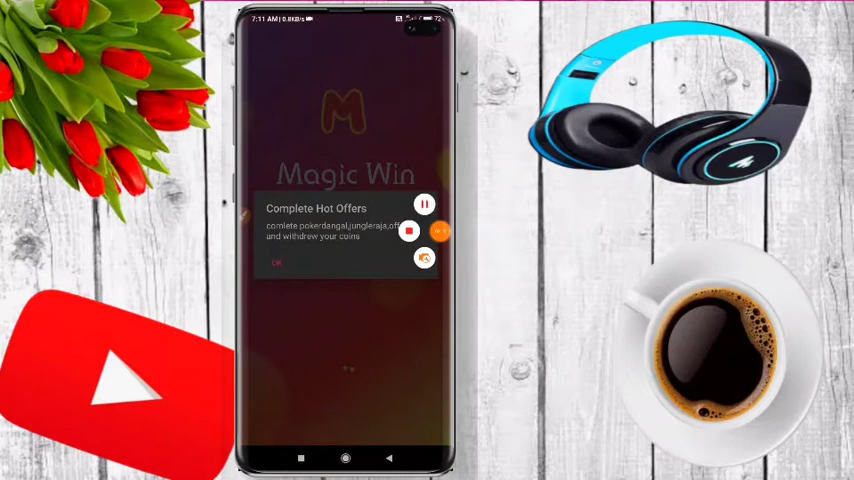 7:11 AM | 0.8KB/s
72
M
Magic Win
Complete Hot Offers
comlete pokerdangal,jungleraja,off
and withdrew your coins
OK